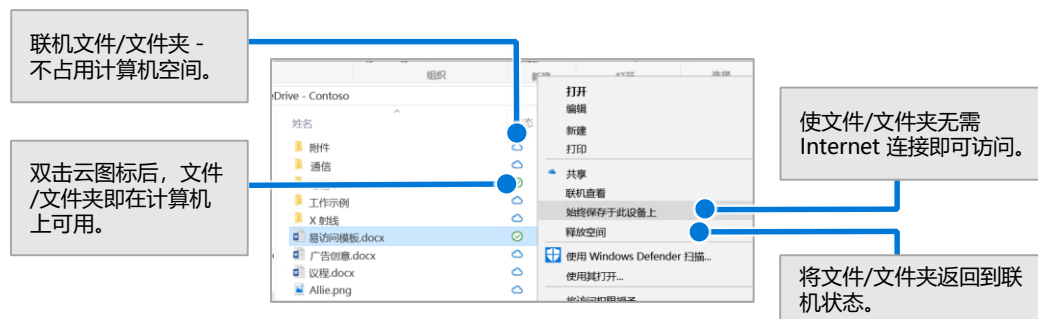 联机文件/文件夹 -
不占用计算机空间。
双击云图标后，文件
/文件夹即在计算机
上可用。
组织
Drive - Contoso
姓名
附件
通信
工作示例
X 射线
易访问模板.docx
广告创意.docx
议程.docx
Allie.png
打开
编辑
新建
打印
共享
联机查看
始终保存于此设备上
释放空间
使用 Windows Defender 扫描...
使用其打开...
使文件/文件夹无需
Internet 连接即可访问。
将文件/文件夹返回到联
机状态。